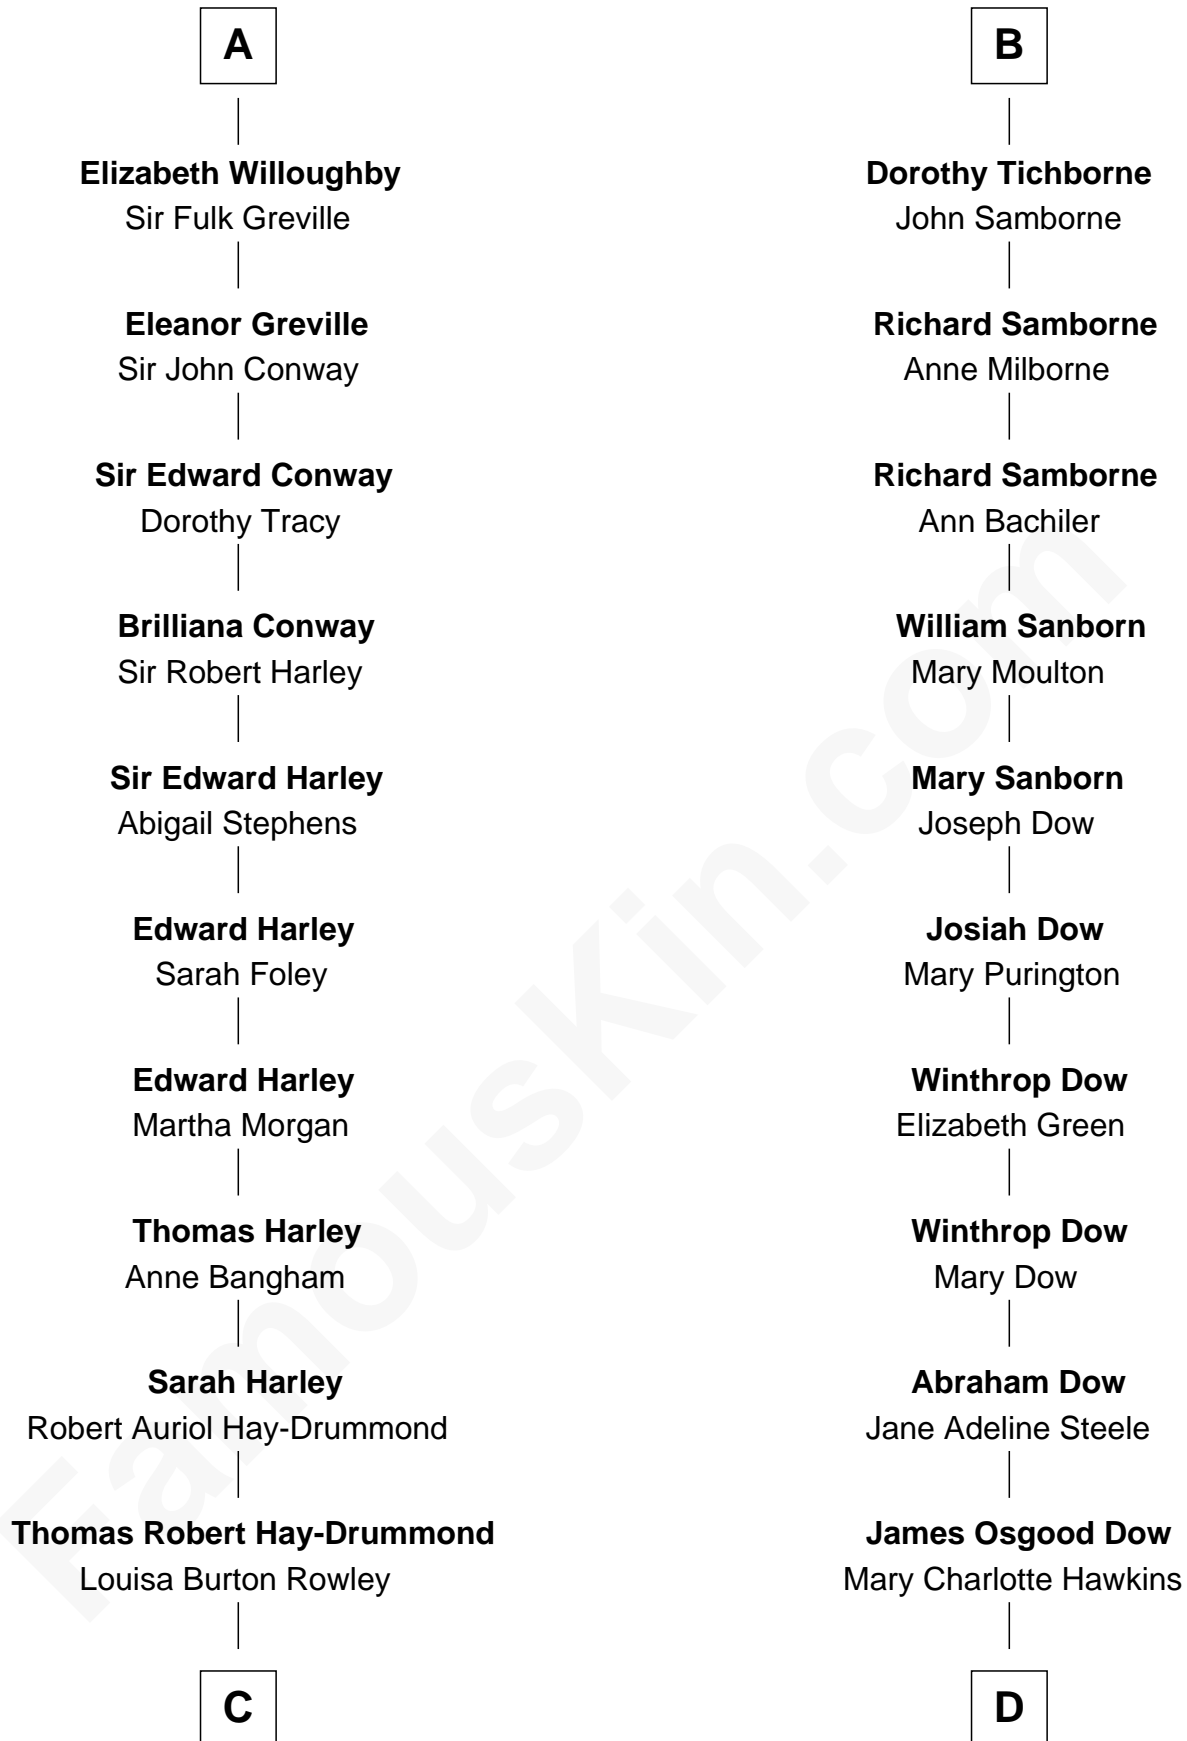 A
Elizabeth Willoughby
Sir Fulk Greville
Eleanor Greville
Sir John Conway
Sir Edward Conway
Dorothy Tracy
Brilliana Conway
Sir Robert Harley
Sir Edward Harley
Abigail Stephens
Edward Harley
Sarah Foley
Edward Harley
Martha Morgan
Thomas Harley
Anne Bangham
Sarah Harley
Robert Auriol Hay-Drummond
Thomas Robert Hay-Drummond
Louisa Burton Rowley
C
B
Dorothy Tichborne
John Samborne
Richard Samborne
Anne Milborne
Richard Samborne
Ann Bachiler
William Sanborn
Mary Moulton
Mary Sanborn
Joseph Dow
Josiah Dow
Mary Purington
Winthrop Dow
Elizabeth Green
Winthrop Dow
Mary Dow
Abraham Dow
Jane Adeline Steele
James Osgood Dow
Mary Charlotte Hawkins
D
FamousKin.com